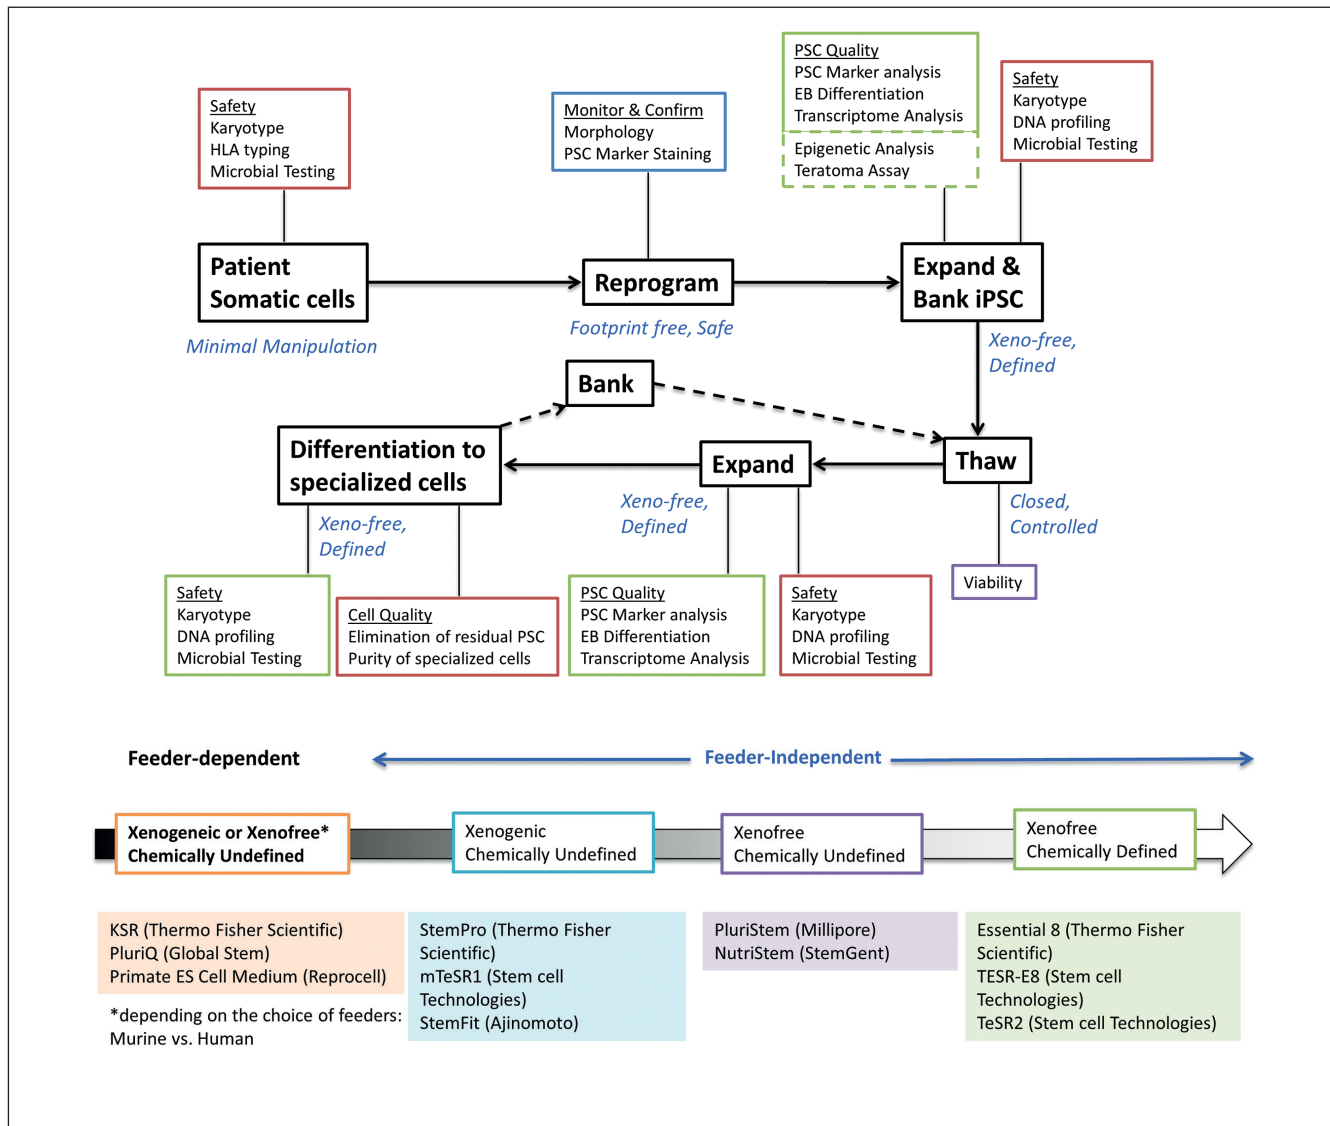 Safety
Karyotype
HLA typing
Microbial Testing
Monitor & Confirm
Morphology
PSC Marker Staining
PSC Quality
PSC Marker analysis
EB Differentiation
Transcriptome Analysis
Epigenetic Analysis
Teratoma Assay
Safety
Karyotype
DNA profiling
Microbial Testing
Patient
Somatic cells
Minimal Manipulation
Reprogram
Footprint free, Safe
Expand &
Bank iPSC
Xeno-free,
Defined
Bank
Differentiation to
specialized cells
Xeno-free,
Defined
Expand
Xeno-free,
Defined
Thaw
Closed,
Controlled
Safety
Karyotype
DNA profiling
Microbial Testing
Cell Quality
Elimination of residual PSC
Purity of specialized cells
PSC Quality
PSC Marker analysis
EB Differentiation
Transcriptome Analysis
Safety
Karyotype
DNA profiling
Microbial Testing
Viability
Feeder-dependent
Feeder-Independent
Xenogeneic or Xenofree*
Chemically Undefined
Xenogenic
Chemically Undefined
Xenofree
Chemically Undefined
Xenofree
Chemically Defined
KSR (Thermo Fisher Scientific)
PluriQ (Global Stem)
Primate ES Cell Medium (Reprocell)
*depending on the choice of feeders:
Murine vs. Human
StemPro (Thermo Fisher
Scientific)
mTeSR1 (Stem cell
Technologies)
StemFit (Ajinomoto)
PluriStem (Millipore)
NutriStem (StemGent)
Essential 8 (Thermo Fisher
Scientific)
TESR-E8 (Stem cell
Technologies)
TeSR2 (Stem cell Technologies)